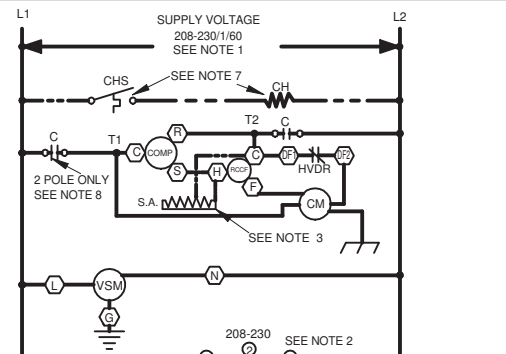 L1
L2
SUPPLY VOLTAGE
208-230/1/60
SEE NOTE 1
CHS
SEE NOTE 7
CH
C
T1
C
COMP
R
T2
C
S
H
RCCF
C
DF1
HVDR
DF2
F
2 POLE ONLY
SEE NOTE 8
S.A.
CM
SEE NOTE 3
L
VSM
N
G
208-230
2
SEE NOTE 2